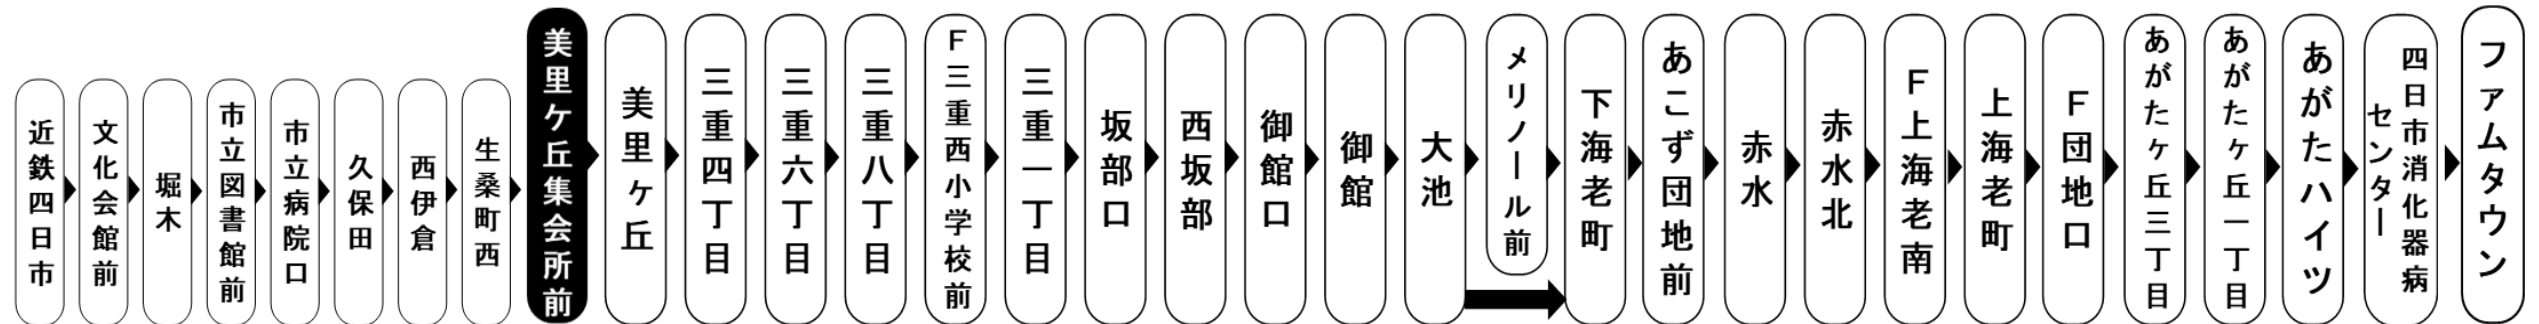 近鉄四日市
文化会館前
堀木
市立図書館前
市立病院口
久保田
西伊倉
生桑町西
美里ケ丘集会所前
美里ヶ丘
三重四丁目
三重六丁目
三重八丁目
F三重西小学校前
三重一丁目
坂部口
西坂部
御館口
御館
大池
メリノール前
下海老町
あこず団地前
赤水
赤水北
F上海老南
上海老町
F団地口
あがたヶ丘三丁目
あがたヶ丘一丁目
あがたハイツ
四日市消化器病
センター
ファムタウン